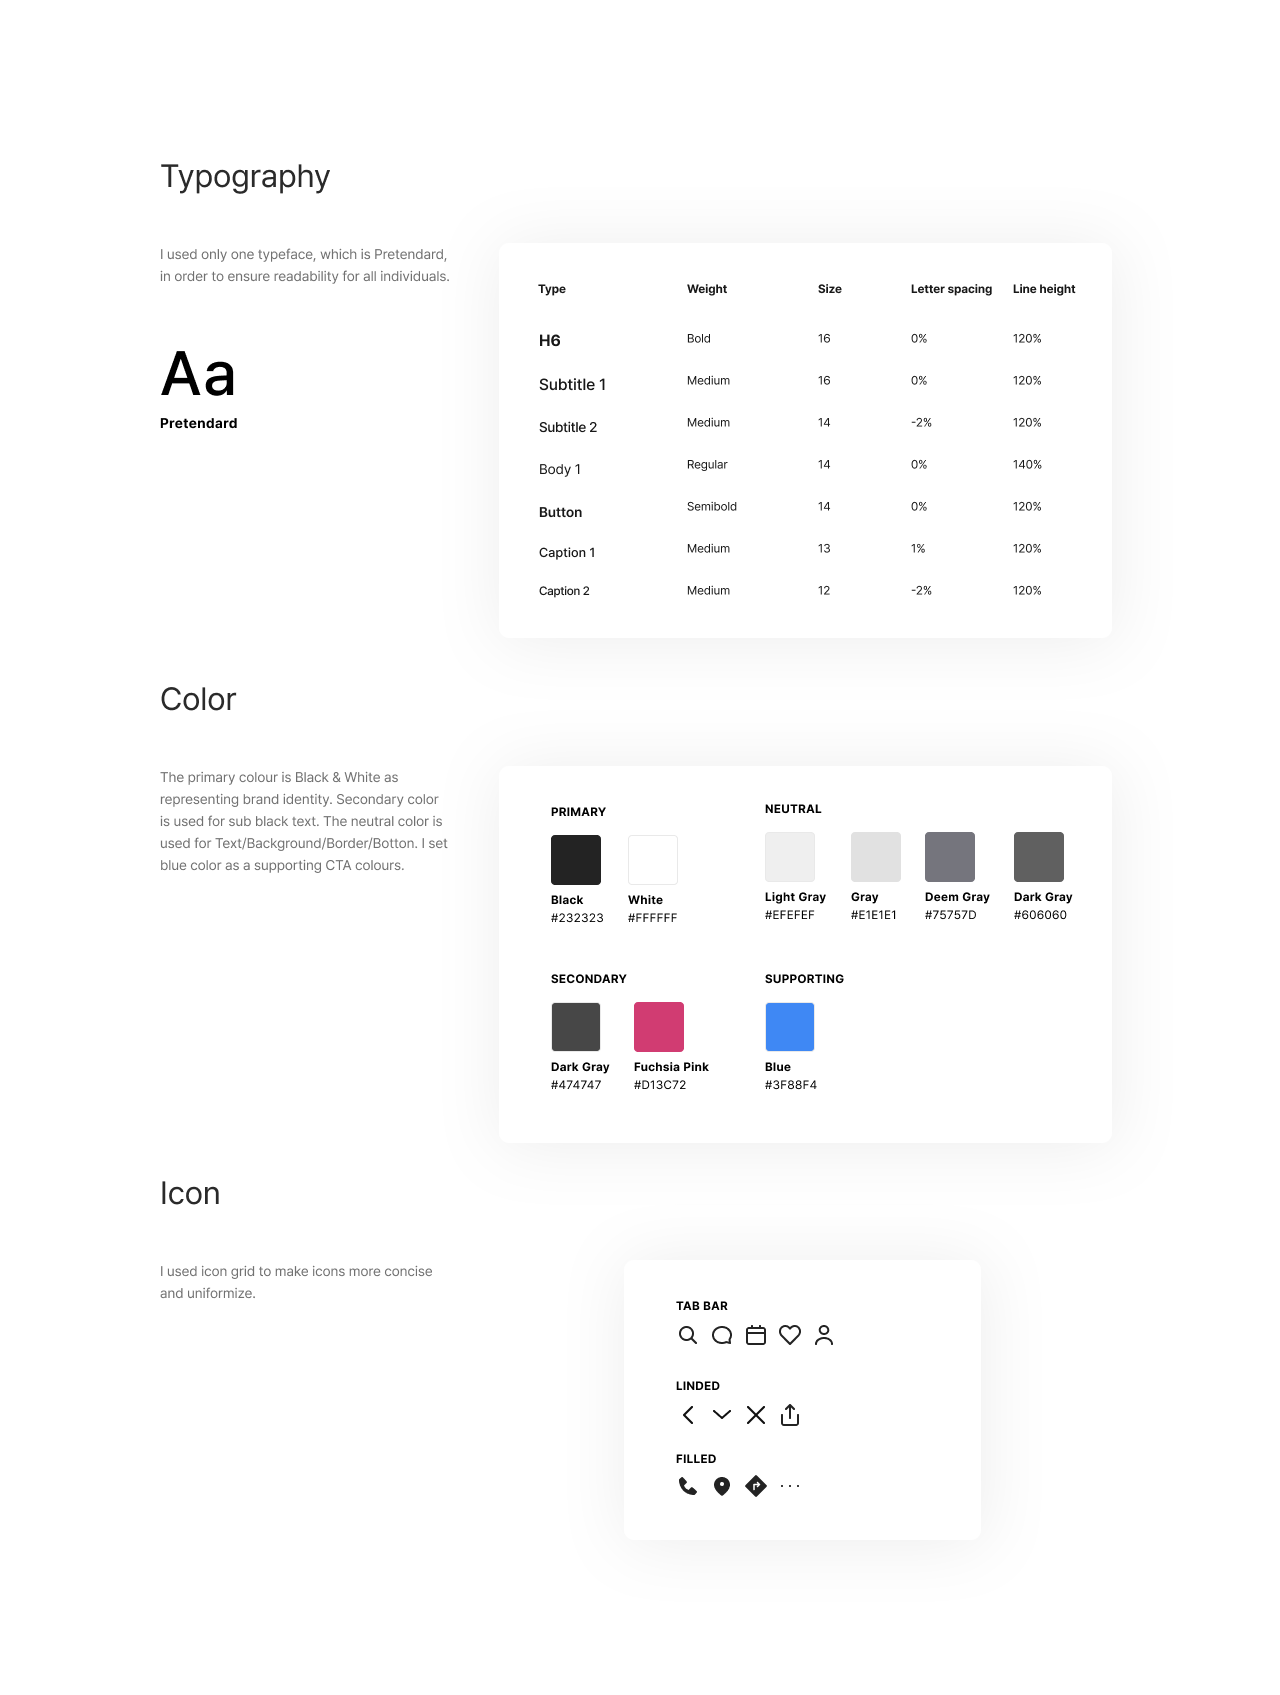 Typography
I used only one typeface, which is Pretendard,
in order to ensure readability for all individuals.
Aa
Pretendard
Type Weight Size Letter spacing Line height
H6 Bold 16 0% 120%
Subtitle 1 Medium 16 0% 120%
Subtitle 2 Medium 14 -2% 120%
Body 1 Regular 14 0% 140%
Button Semibold 14 0% 120%
Caption 1 Medium 13 1% 120%
Caption 2 Medium 12 -2% 120%
Color
The primary colour is Black & White as
representing brand identity. Secondary color
is used for sub black text. The neutral color is
used for Text/Background/Border/Botton. I set
blue color as a supporting CTA colours.
PRIMARY
Black White
#232323 #FFFFFF
NEUTRAL
Light Gray Gray Deem Gray Dark Gray
#EFEFEF #E1E1E1 #75757D #606060
SECONDARY
Dark Gray Fuchsia Pink
#474747 #D13C72
SUPPORTING
Blue
#3F88F4
Icon
I used icon grid to make icons more concise
and uniformize.
TAB BAR
LINDED
FILLED